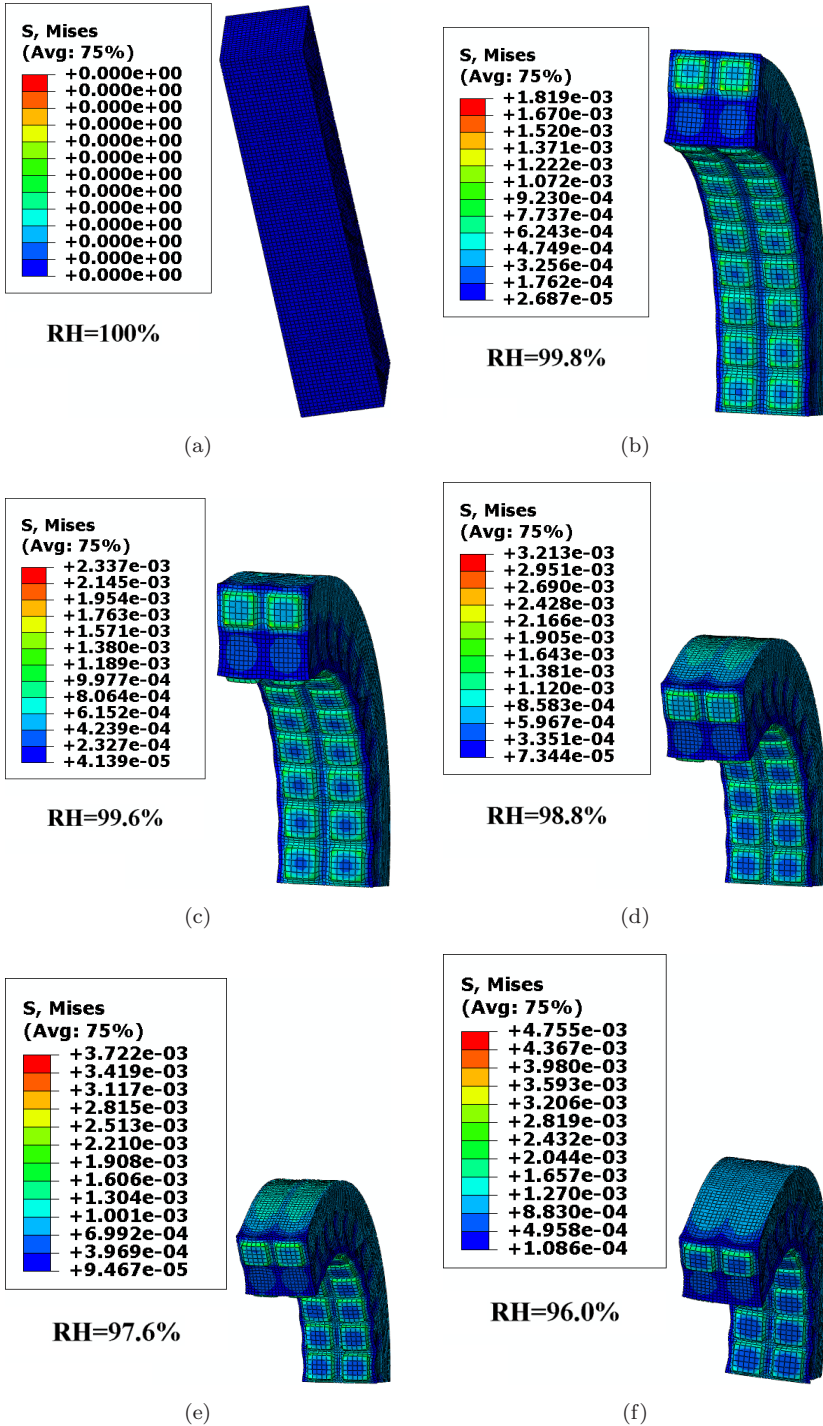 S, Mises
(Avg: 75%)
+0.000e+00
+0.000e+00
+0.000e+00
+0.000e+00
+0.000e+00
+0.000e+00
+0.000e+00
+0.000e+00
+0.000e+00
+0.000e+00
+0.000e+00
+0.000e+00
+0.000e+00
RH=100%
(a)
S, Mises
(Avg: 75%)
+1.819e-03
+1.670e-03
+1.520e-03
+1.371e-03
+1.222e-03
+1.072e-03
+9.230e-04
+7.737e-04
+6.243e-04
+4.749e-04
+3.256e-04
+1.762e-04
+2.687e-05
RH=99.8%
(b)
S, Mises
(Avg: 75%)
+2.337e-03
+2.145e-03
+1.954e-03
+1.763e-03
+1.571e-03
+1.380e-03
+1.189e-03
+9.977e-04
+8.064e-04
+6.152e-04
+4.239e-04
+2.327e-04
+4.139e-05
RH=99.6%
(c)
S, Mises
(Avg: 75%)
+3.213e-03
+2.951e-03
+2.690e-03
+2.428e-03
+2.166e-03
+1.905e-03
+1.643e-03
+1.381e-03
+1.120e-03
+8.583e-04
+5.967e-04
+3.351e-04
+7.344e-05
RH=98.8%
(d)
S, Mises
(Avg: 75%)
+3.722e-03
+3.419e-03
+3.117e-03
+2.815e-03
+2.513e-03
+2.210e-03
+1.908e-03
+1.606e-03
+1.304e-03
+1.001e-03
+6.992e-04
+3.969e-04
+9.467e-05
RH=97.6%
(e)
S, Mises
(Avg: 75%)
+4.755e-03
+4.367e-03
+3.980e-03
+3.593e-03
+3.206e-03
+2.819e-03
+2.432e-03
+2.044e-03
+1.657e-03
+1.270e-03
+8.830e-04
+4.958e-04
+1.086e-04
RH=96.0%
(f)